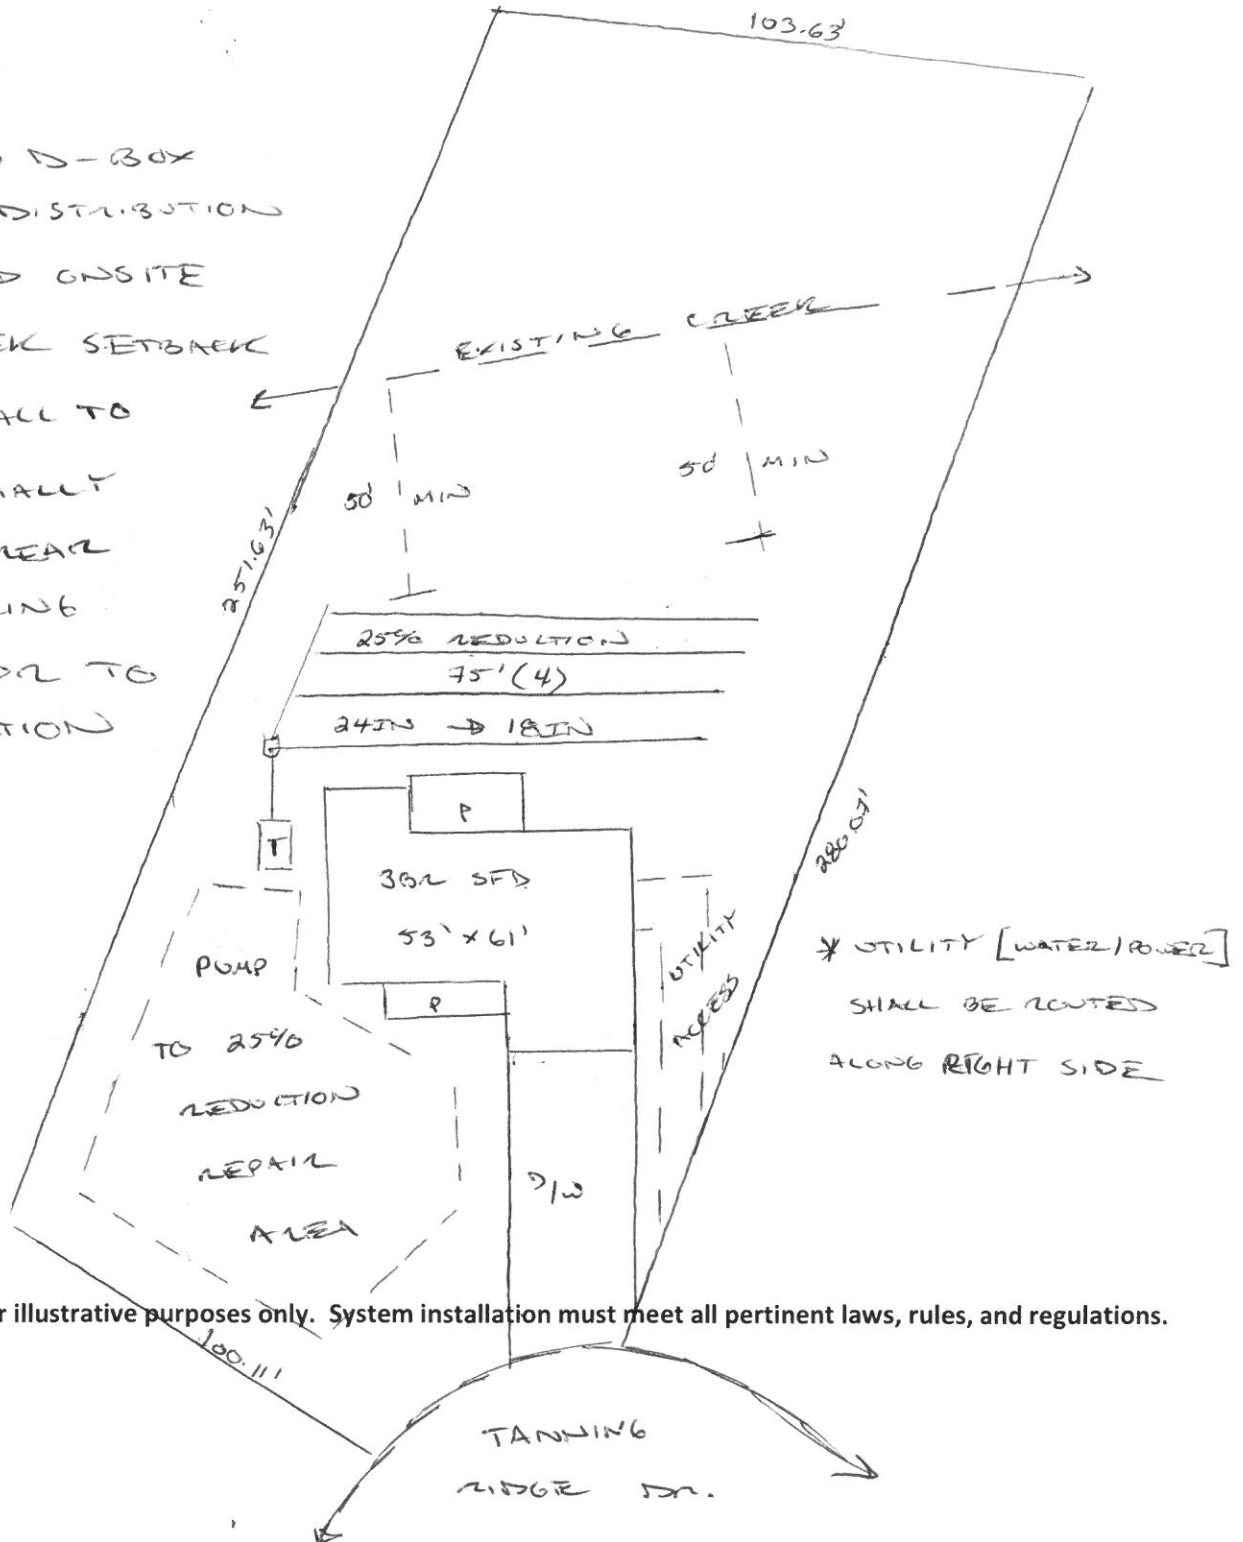 103.63'
D-BOX
DISTRIBUTION
ONSITE
SETBACK
TO
REAR
TO
EXISTING CREEK
50' MIN
50' MIN
251.63'
25% REDUCTION
75' (4)
24IN → 18IN
T
P
3BR SFD
53' x 61'
P
280.07'
UTILITY
ACCESS
* UTILITY [WATER/POWER]
SHALL BE ROUTED
ALONG RIGHT SIDE
PUMP
TO 25%
REDUCTION
REPAIR
AREA
D/W
r illustrative purposes only. System installation must meet all pertinent laws, rules, and regulations.
100.11'
TANNING
RIDGE DR.